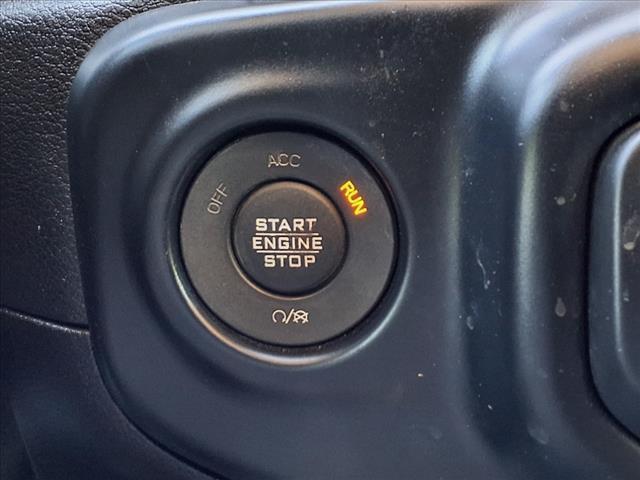 ACC
OFF
RUN
START
ENGINE
STOP